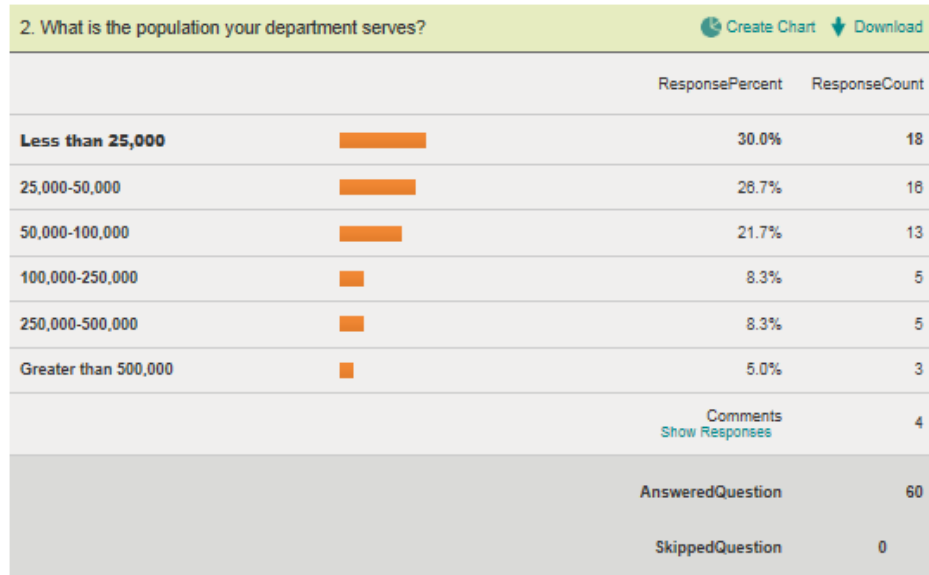 2. What is the population your department serves? Create Chart Download
ResponsePercent ResponseCount
Less than 25,000 30.0% 18
25,000-50,000 26.7% 16
50,000-100,000 21.7% 13
100,000-250,000 8.3% 5
250,000-500,000 8.3% 5
Greater than 500,000 5.0% 3
Comments 4
Show Responses
AnsweredQuestion 60
SkippedQuestion 0